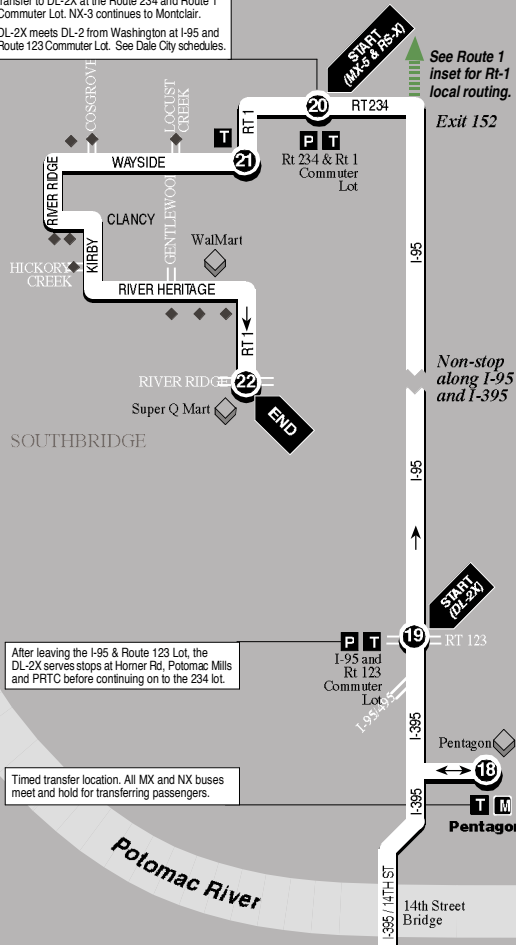 Transfer to DL-2X at the Route 234 and Route 1
Commuter Lot. NX-3 continues to Montclair.
DL-2X meets DL-2 from Washington at I-95 and
Route 123 Commuter Lot. See Dale City schedules.
START
(MX-5 & RS-X)
See Route 1
inset for Rt-1
local routing.
Exit 152
COSGROVE
LOCUST
CREEK
RT 1
20
RT234
T
P T
21
Rt 234 & Rt 1
Commuter
Lot
WAYSIDE
RIVER RIDGE
CLANCY
KIRBY
GENTLEWOOD
WalMart
HICKORY
CREEK
RIVER HERITAGE
I-95
RT 1
Non-stop
along I-95
and I-395
RIVER RIDGE
22
Super Q Mart
END
SOUTHBRIDGE
I-95
START
(DL-2X)
19
RT 123
P T
I-95 and
Rt 123
Commuter
Lot
After leaving the I-95 & Route 123 Lot, the
DL-2X serves stops at Horner Rd, Potomac Mills
and PRTC before continuing on to the 234 lot.
I-95/495
I-395
Pentagon
18
Timed transfer location. All MX and NX buses
meet and hold for transferring passengers.
I-395
T M
Pentagon
Potomac River
I-395 / 14TH ST
14th Street
Bridge